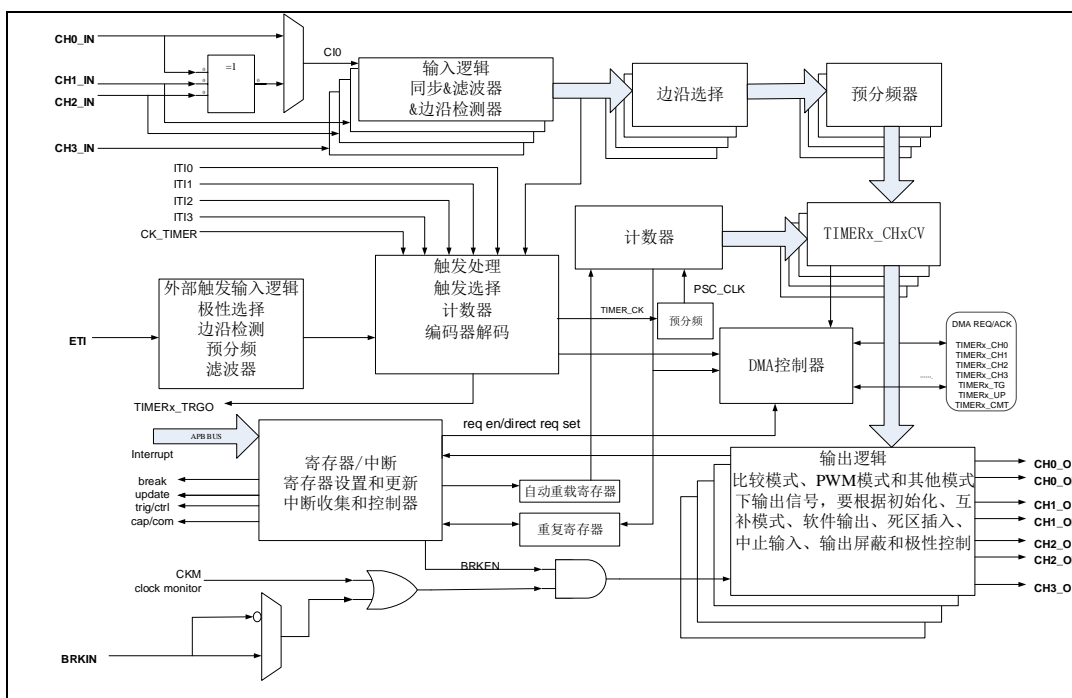 CH0_IN
CH1_IN
CH2_IN
CH3_IN
=1
CI0
输入逻辑
同步&滤波器
&边沿检测器
边沿选择
预分频器
ITI0
ITI1
ITI2
ITI3
CK_TIMER
触发处理
触发选择
计数器
编码器解码
计数器
TIMERx_CHxCV
外部触发输入逻辑
极性选择
边沿检测
预分频
滤波器
ETI
TIMER_CK
PSC_CLK
预分频
DMA控制器
DMA REQ/ACK
TIMERx_CH0
TIMERx_CH1
TIMERx_CH2
TIMERx_CH3
TIMERx_TG
TIMERx_UP
TIMERx_CMT
......
TIMERx_TRGO
APB BUS
Interrupt
break
update
trig/ctrl
cap/com
寄存器/中断
寄存器设置和更新
中断收集和控制器
req en/direct req set
自动重载寄存器
重复寄存器
输出逻辑
比较模式、PWM模式和其他模式
下输出信号，要根据初始化、互
补模式、软件输出、死区插入、
中止输入、输出屏蔽和极性控制
CH0_O
CH0_O
CH1_O
CH1_O
CH2_O
CH2_O
CH3_O
BRKEN
CKM
clock monitor
BRKIN